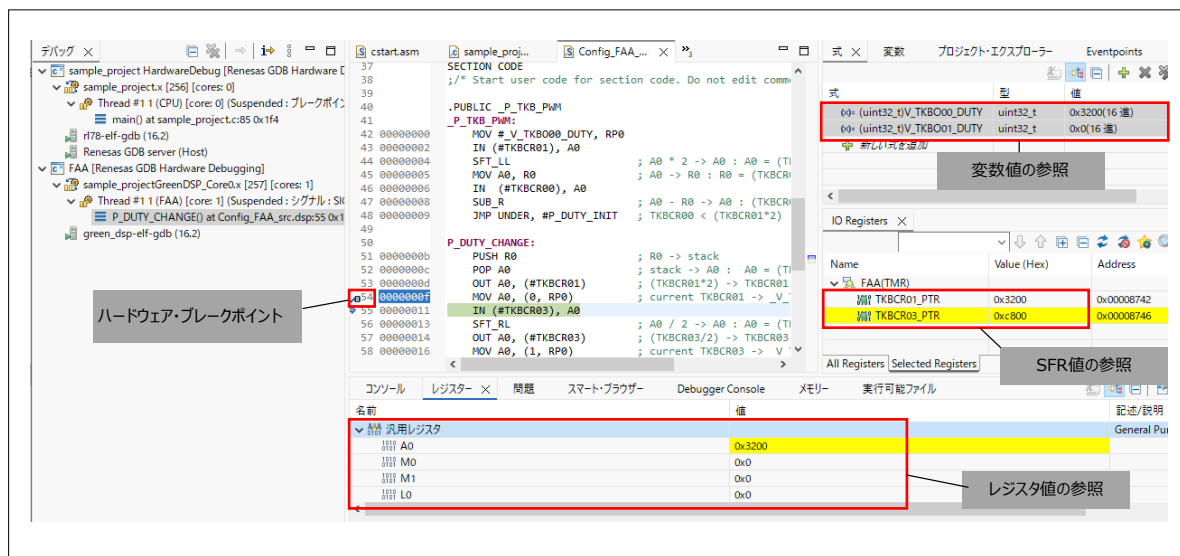 デバッグ
sample_project HardwareDebug [Renesas GDB Hardware D
sample_project.x [256] [cores: 0]
Thread #1 1 (CPU) [core: 0] (Suspended : ブレークポイン
main() at sample_project.c:85 0x1f4
rl78-elf-gdb (16.2)
Renesas GDB server (Host)
FAA [Renesas GDB Hardware Debugging]
sample_projectGreenDSP_Core0.x [257] [cores: 1]
Thread #1 1 (FAA) [core: 1] (Suspended : シグナル : SI
P_DUTY_CHANGE() at Config_FAA_src.dsp:55 0x1
green_dsp-elf-gdb (16.2)
ハードウェア・ブレークポイント
cstart.asm sample_proj... Config_FAA_... »3
37 SECTION CODE
38 ;/* Start user code for section code. Do not edit comm
39
40 .PUBLIC _P_TKB_PWM
41 _P_TKB_PWM:
42 00000000 MOV #_V_TKBO00_DUTY, RP0
43 00000002 IN (#TKBCR01), A0
44 00000004 SFT_LL ; A0 * 2 -> A0 : A0 = (T
45 00000005 MOV A0, R0 ; A0 -> R0 : R0 = (TKBCR
46 00000006 IN (#TKBCR00), A0
47 00000008 SUB_R ; A0 - R0 -> A0 : (TKBCR
48 00000009 JMP UNDER, #P_DUTY_INIT ; TKBCR00 < (TKBCR01*2)
49
50 P_DUTY_CHANGE:
51 0000000b PUSH R0 ; R0 -> stack
52 0000000c POP A0 ; stack -> A0 : A0 = (T
53 0000000d OUT A0, (#TKBCR01) ; (TKBCR01*2) -> TKBCR01
54 0000000f MOV A0, (0, RP0) ; current TKBCR01 -> _V_
55 00000011 IN (#TKBCR03), A0
56 00000013 SFT_RL ; A0 / 2 -> A0 : A0 = (T
57 00000014 OUT A0, (#TKBCR03) ; (TKBCR03/2) -> TKBCR03
58 00000016 MOV A0, (1, RP0) ; current TKBCR03 -> V
式 変数 プロジェクト・エクスプローラー Eventpoints
式 型 値
(x)= (uint32_t)V_TKBO00_DUTY uint32_t 0x3200(16 進)
(x)= (uint32_t)V_TKBO01_DUTY uint32_t 0x0(16 進)
新しい式を追加
変数値の参照
IO Registers
Name Value (Hex) Address
FAA(TMR)
TKBCR01_PTR 0x3200 0x00008742
TKBCR03_PTR 0xc800 0x00008746
All Registers Selected Registers
SFR値の参照
コンソール レジスター 問題 スマート・ブラウザー Debugger Console メモリー 実行可能ファイル
名前 値 記述/説明
汎用レジスタ General Pu
A0 0x3200
M0 0x0
M1 0x0
L0 0x0
レジスタ値の参照